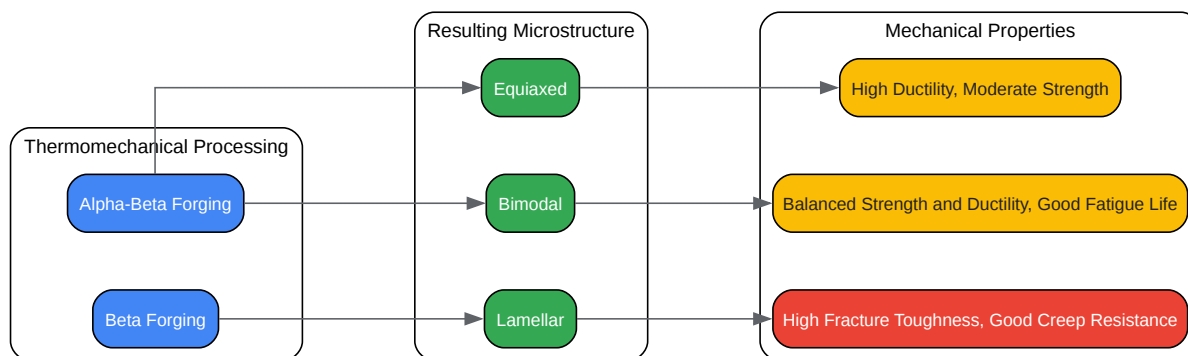 Thermomechanical Processing
Alpha-Beta Forging
Beta Forging
Resulting Microstructure
Equiaxed
Bimodal
Lamellar
Mechanical Properties
High Ductility, Moderate Strength
Balanced Strength and Ductility, Good Fatigue Life
High Fracture Toughness, Good Creep Resistance